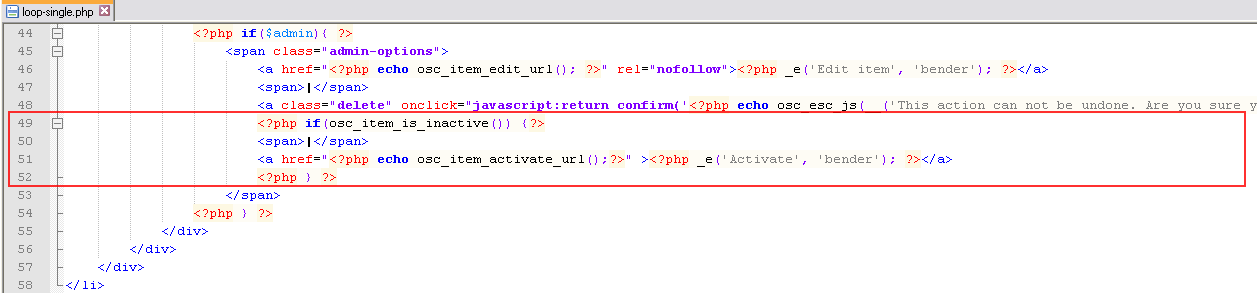 loop-single.php
44 <?php if($admin){ ?>
45 <span class="admin-options">
46 <a href="<?php echo osc_item_edit_url(); ?>" rel="nofollow"><?php _e('Edit item', 'bender'); ?></a>
47 <span>|</span>
48 <a class="delete" onclick="javascript:return confirm('<?php echo osc_esc_js(__('This action can not be undone. Are you sure y
49 <?php if(osc_item_is_inactive()) {?>
50 <span>|</span>
51 <a href="<?php echo osc_item_activate_url();?>" ><?php _e('Activate', 'bender'); ?></a>
52 <?php } ?>
53 </span>
54 <?php } ?>
55 </div>
56 </div>
57 </div>
58 </li>